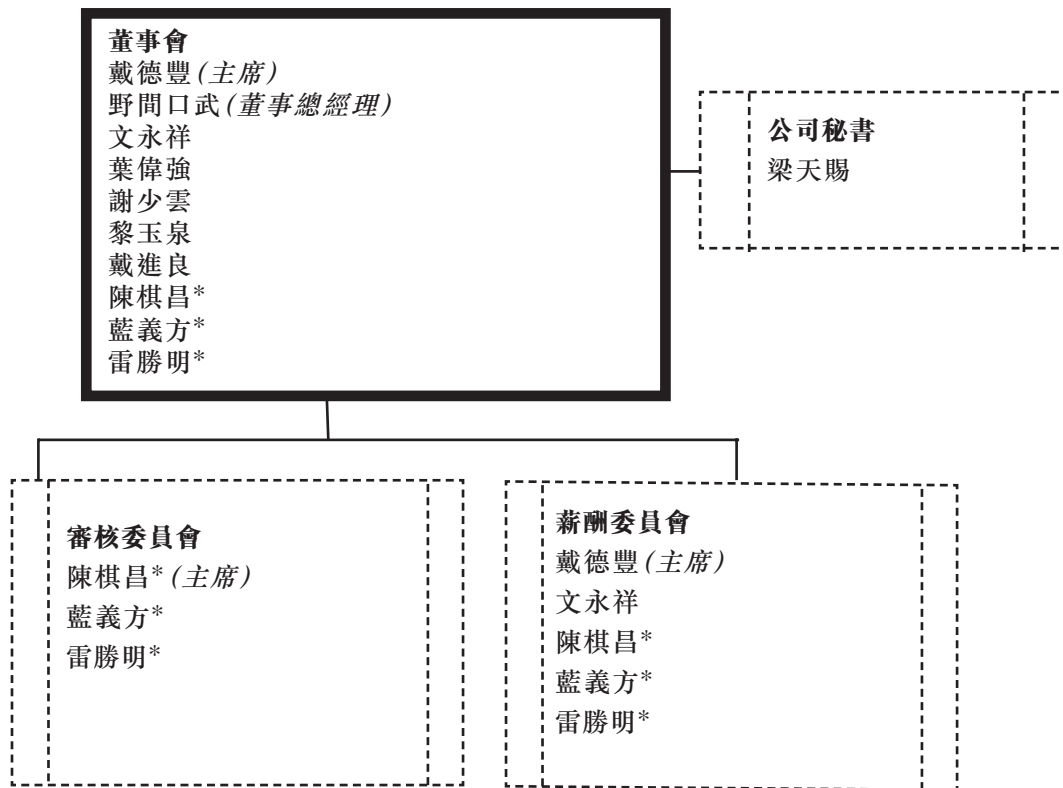 董事會
戴德豐(主席)
野間口武(董事總經理)
文永祥
葉偉強
謝少雲
黎玉泉
戴進良
陳棋昌*
藍義方*
雷勝明*
公司秘書
梁天賜
審核委員會
陳棋昌*(主席)
藍義方*
雷勝明*
薪酬委員會
戴德豐(主席)
文永祥
陳棋昌*
藍義方*
雷勝明*